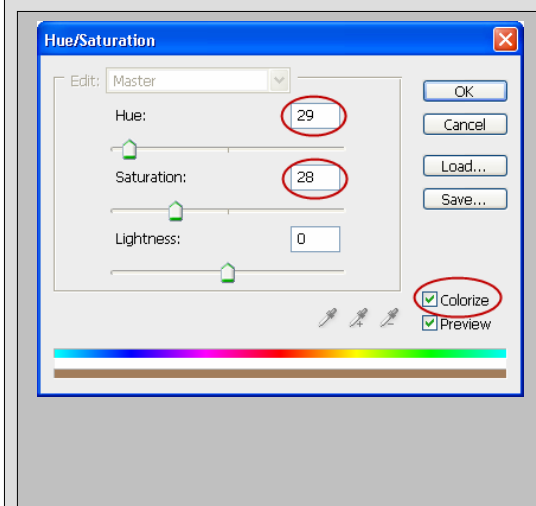 Hue/Saturation
Edit: Master
OK
Hue: 29
Cancel
Load...
Saturation: 28
Save...
Lightness: 0
Colorize
Preview